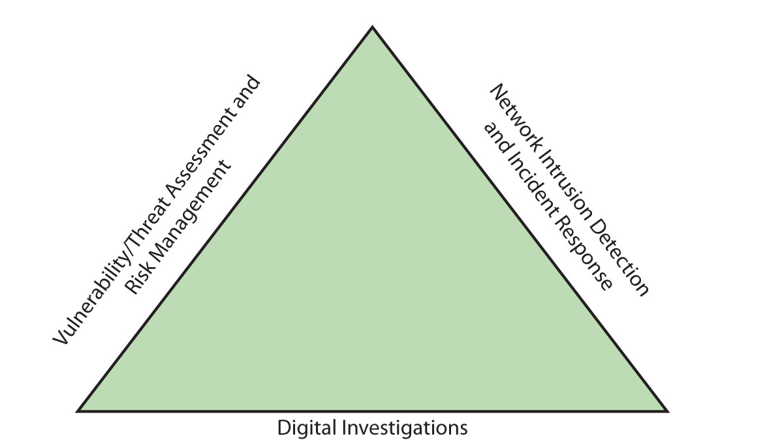 Vulnerability/Threat Assessment and
Risk Management
Network Intrusion Detection
and Incident Response
Digital Investigations